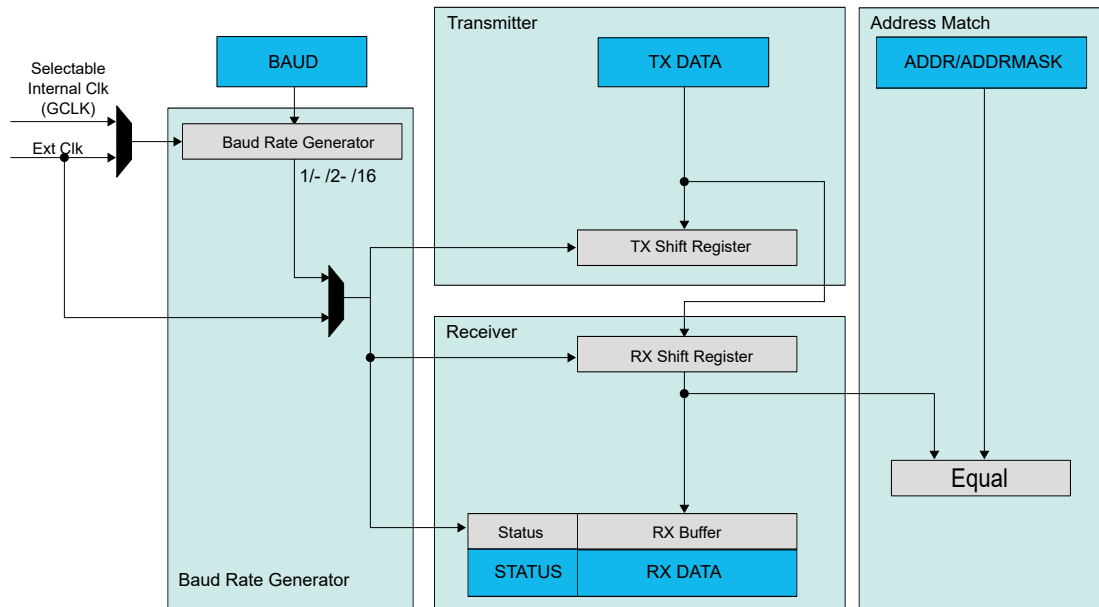 Transmitter
Address Match
BAUD
TX DATA
ADDR/ADDRMASK
Selectable
Internal Clk
(GCLK)
Ext Clk
Baud Rate Generator
1/- /2- /16
TX Shift Register
Receiver
RX Shift Register
Equal
Status
RX Buffer
STATUS
RX DATA
Baud Rate Generator